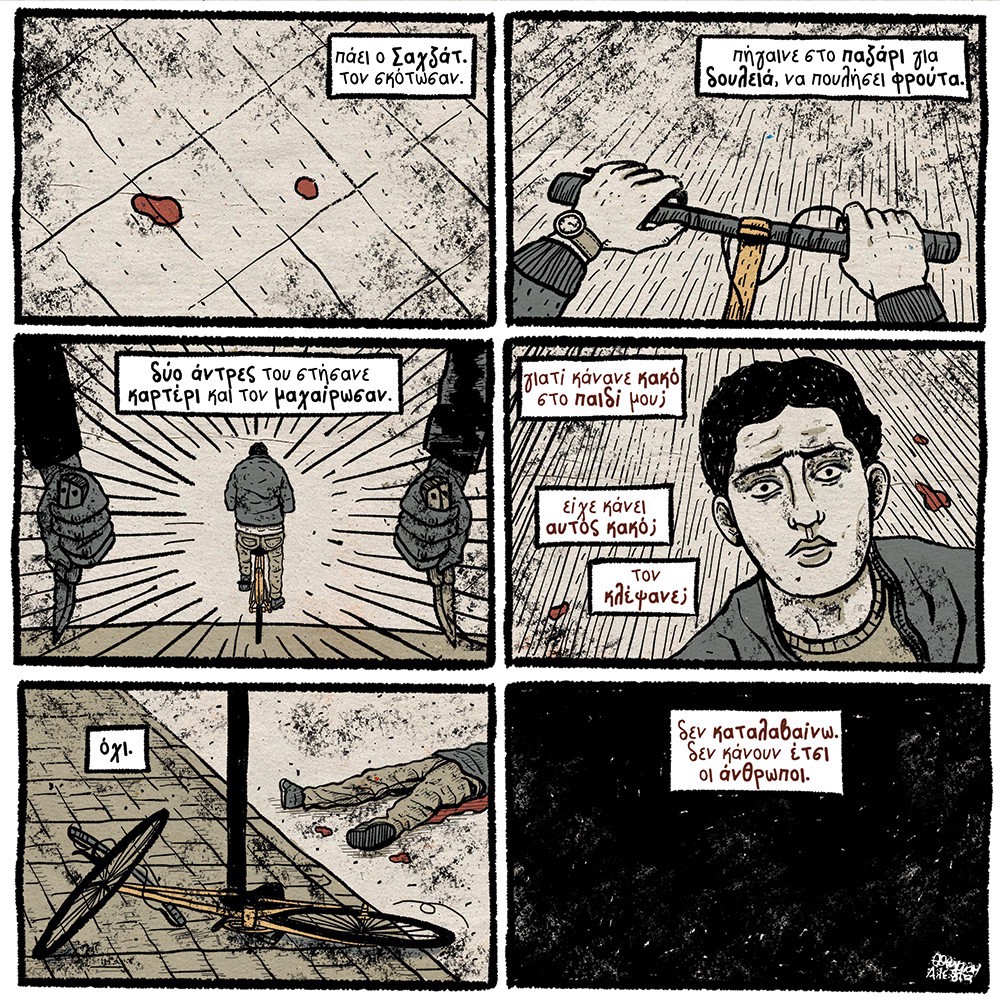 πάει ο Σαχζάτ.
τον σκότωσαν.
πήγαινε στο παζάρι για
δουλειά, να πουλήσει φρούτα.
δύο άντρες του στήσανε
καρτέρι και τον μαχαίρωσαν.
γιατί κάνανε κακό
στο παιδί μου;
είχε κάνει
αυτός κακό;
τον
κλέψανε;
όχι.
δεν καταλαβαίνω.
δεν κάνουν έτσι
οι άνθρωποι.